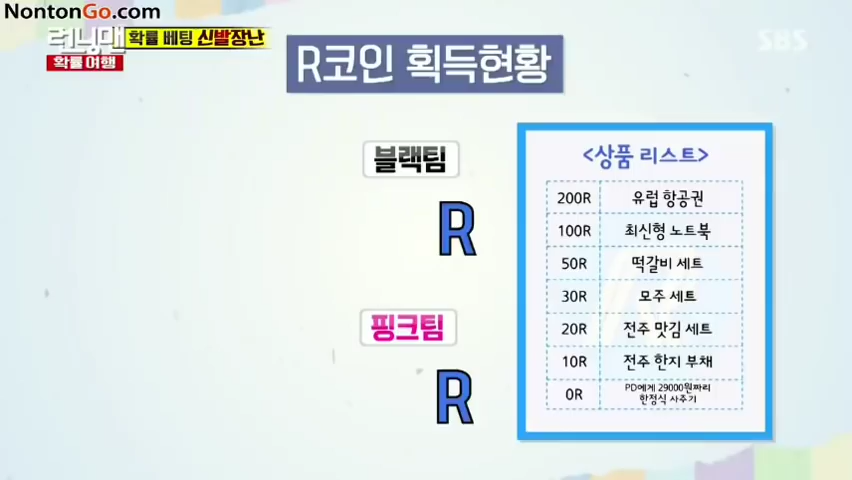 NontonGo.com
런닝맨
확률 베팅 신발장난
확률여행
SBS
R코인 획득현황
블랙팀
R
핑크팀
R
<상품 리스트>
200R 유럽 항공권
100R 최신형 노트북
50R 떡갈비 세트
30R 모주 세트
20R 전주 맛김 세트
10R 전주 한지 부채
0R PD에게 29000원짜리
한정식 사주기